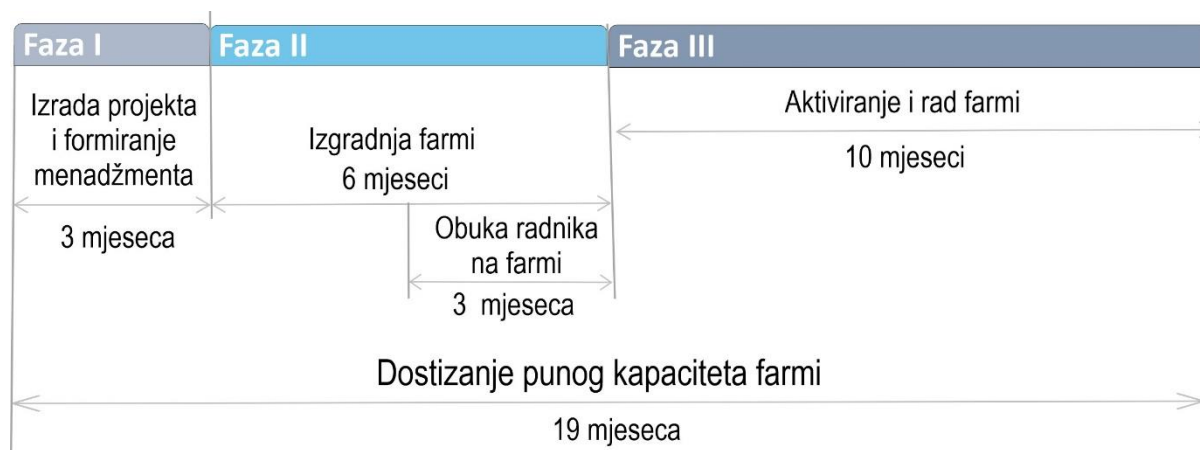 Faza I
Faza II
Faza III
Izrada projekta
i formiranje
menadžmenta
3 mjeseca
Izgradnja farmi
6 mjeseci
Obuka radnika
na farmi
3 mjeseca
Aktiviranje i rad farmi
10 mjeseci
Dostizanje punog kapaciteta farmi
19 mjeseca